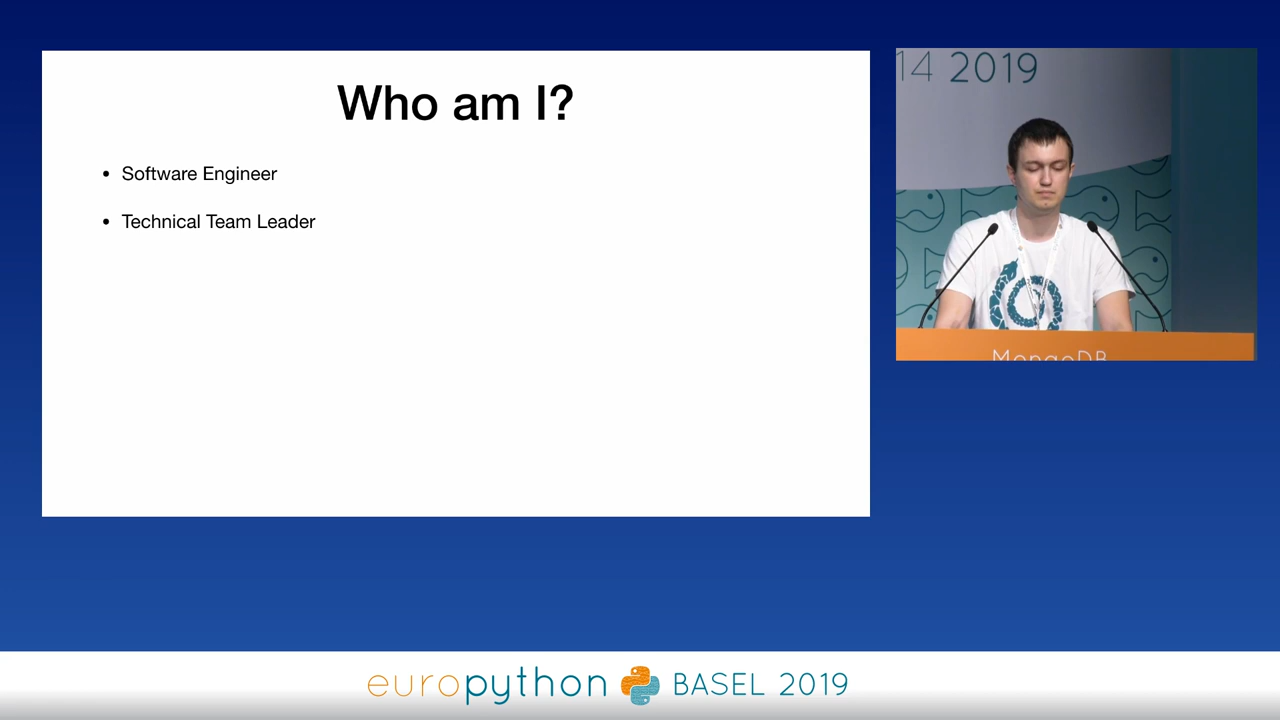 Who am I?
• Software Engineer
• Technical Team Leader
14 2019
MongoDB
europython BASEL 2019